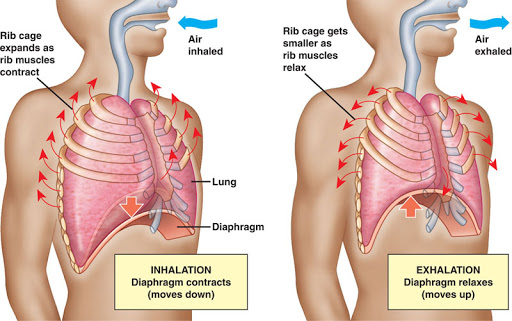 Rib cage
expands as
rib muscles
contract
Air
inhaled
Lung
Diaphragm
INHALATION
Diaphragm contracts
(moves down)
Rib cage gets
smaller as
rib muscles
relax
Air
exhaled
EXHALATION
Diaphragm relaxes
(moves up)